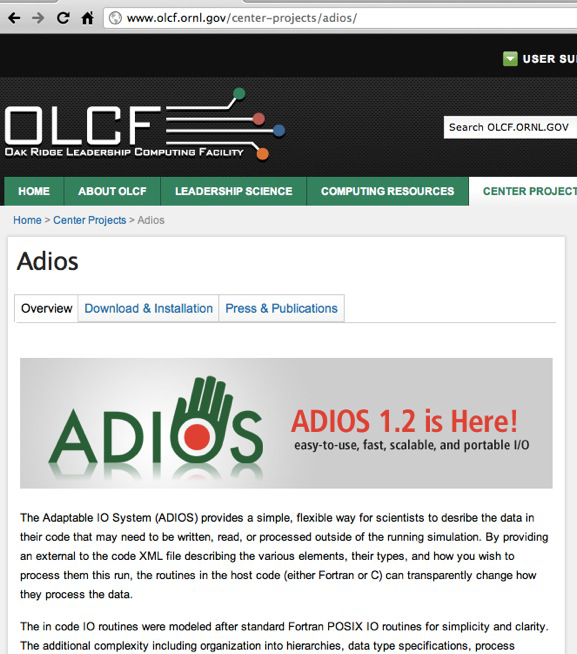 www.olcf.ornl.gov/center-projects/adios/
USER SU
OLCF
OAK RIDGE LEADERSHIP COMPUTING FACILITY
Search OLCF.ORNL.GOV
HOME ABOUT OLCF LEADERSHIP SCIENCE COMPUTING RESOURCES CENTER PROJECT
Home > Center Projects > Adios
Adios
Overview Download & Installation Press & Publications
ADIOS
ADIOS 1.2 is Here!
easy-to-use, fast, scalable, and portable I/O
The Adaptable IO System (ADIOS) provides a simple, flexible way for scientists to desribe the data in
their code that may need to be written, read, or processed outside of the running simulation. By providing
an external to the code XML file describing the various elements, their types, and how you wish to
process them this run, the routines in the host code (either Fortran or C) can transparently change how
they process the data.
The in code IO routines were modeled after standard Fortran POSIX IO routines for simplicity and clarity.
The additional complexity including organization into hierarchies, data type specifications, process